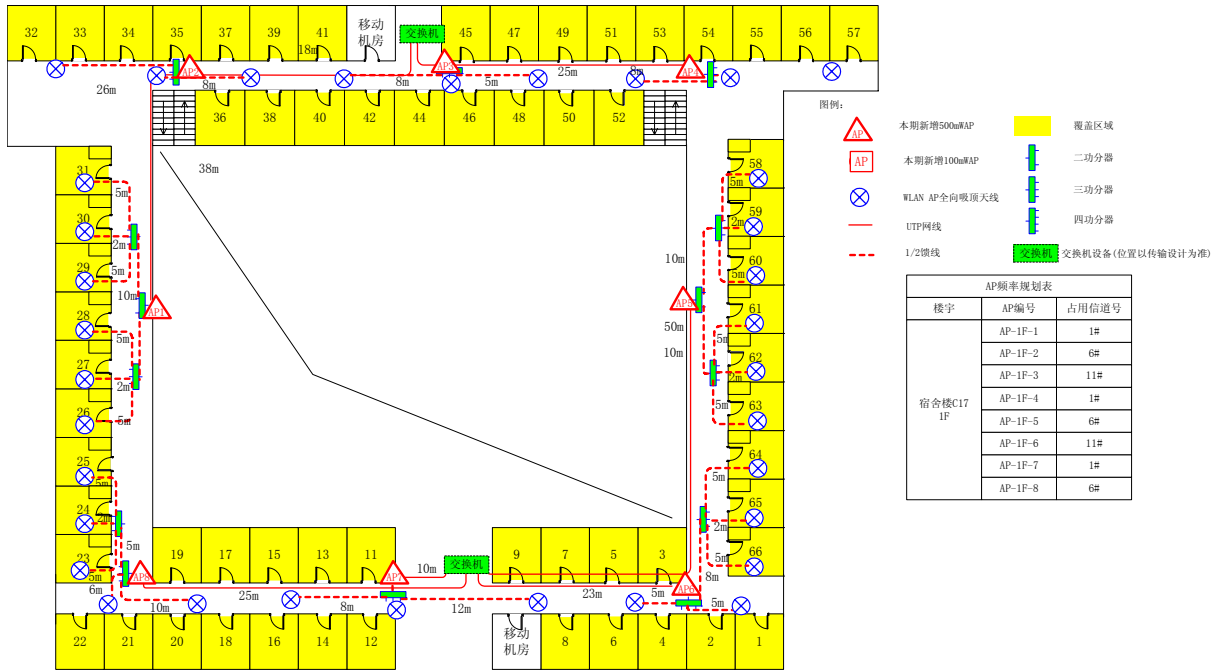 32 33 34 35 37 39 41 移动 交换机 45 47 49 51 53 54 55 56 57
机房
18m
AP2 AP3 AP4
26m 8m 8m 5m 25m 8m
36 38 40 42 44 46 48 50 52
38m
31
5m
30
2m
5m
29
10m
AP1
28
5m
27
2m
26
5m
25
5m
24
2m
5m
23
5m
6m
58
5m
59
2m
10m
60
61
AP5
50m
5m
10m
62
2m
63
5m
64
5m
65
2m
5m
66
8m
19 17 15 13 11 交换机 9 7 5 3
10m
AP8 AP7 AP6
25m 23m 5m
10m 8m 12m 5m
22 21 20 18 16 14 12 移动 8 6 4 2 1
机房
图例:
AP 本期新增500mWAP 覆盖区域
AP 本期新增100mWAP 二功分器
WLAN AP全向吸顶天线 三功分器
UTP网线 四功分器
1/2馈线 交换机 交换机设备(位置以传输设计为准)
AP频率规划表
楼宇 AP编号 占用信道号
宿舍楼C17
1F
AP-1F-1 1#
AP-1F-2 6#
AP-1F-3 11#
AP-1F-4 1#
AP-1F-5 6#
AP-1F-6 11#
AP-1F-7 1#
AP-1F-8 6#